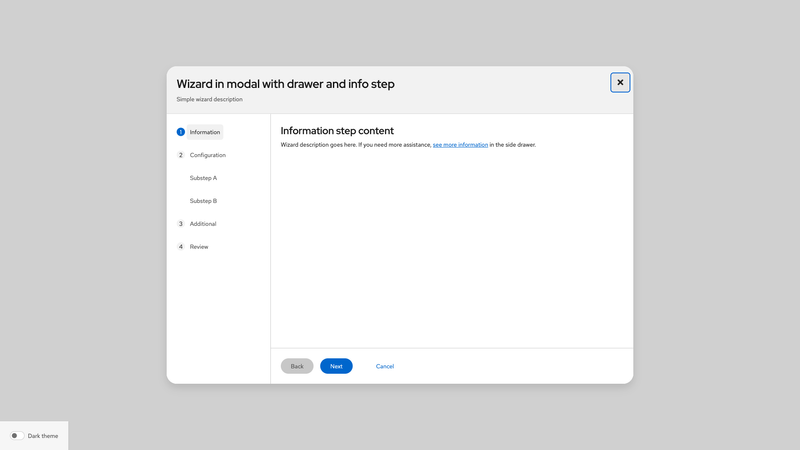 Wizard in modal with drawer and info step
Simple wizard description
1 Information
2 Configuration
Substep A
Substep B
3 Additional
4 Review
Information step content
Wizard description goes here. If you need more assistance, see more information in the side drawer.
Back Next Cancel
Dark theme